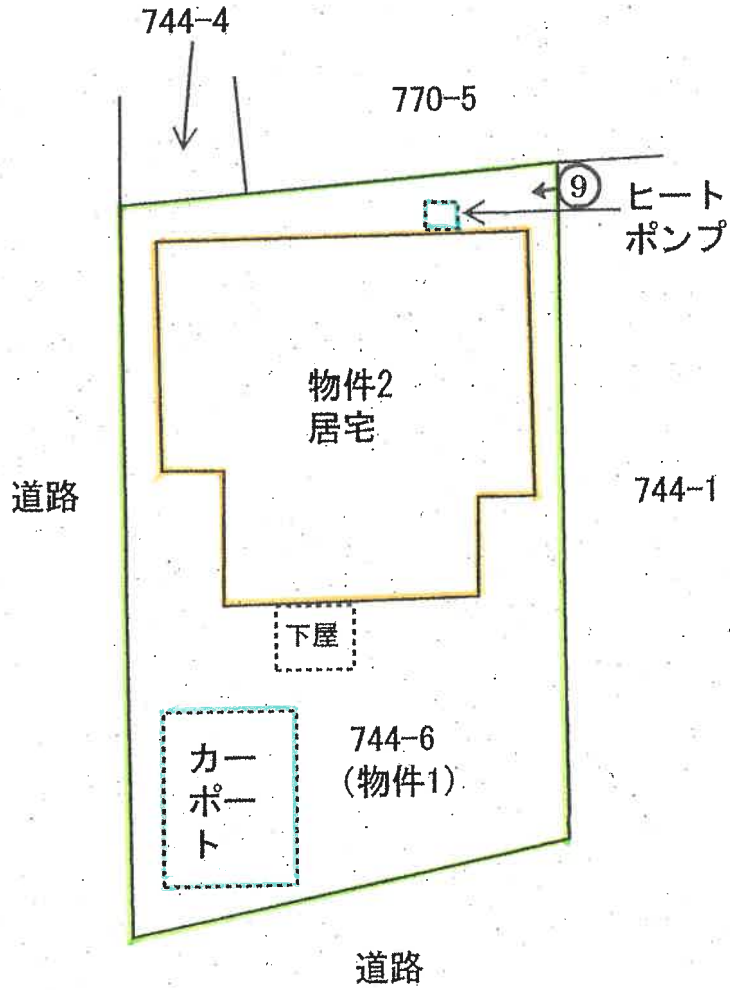 744-4
770-5
⑨
ヒート
ポンプ
物件2
居宅
道路
744-1
下屋
744-6
(物件1)
カー
ポー
ト
道路